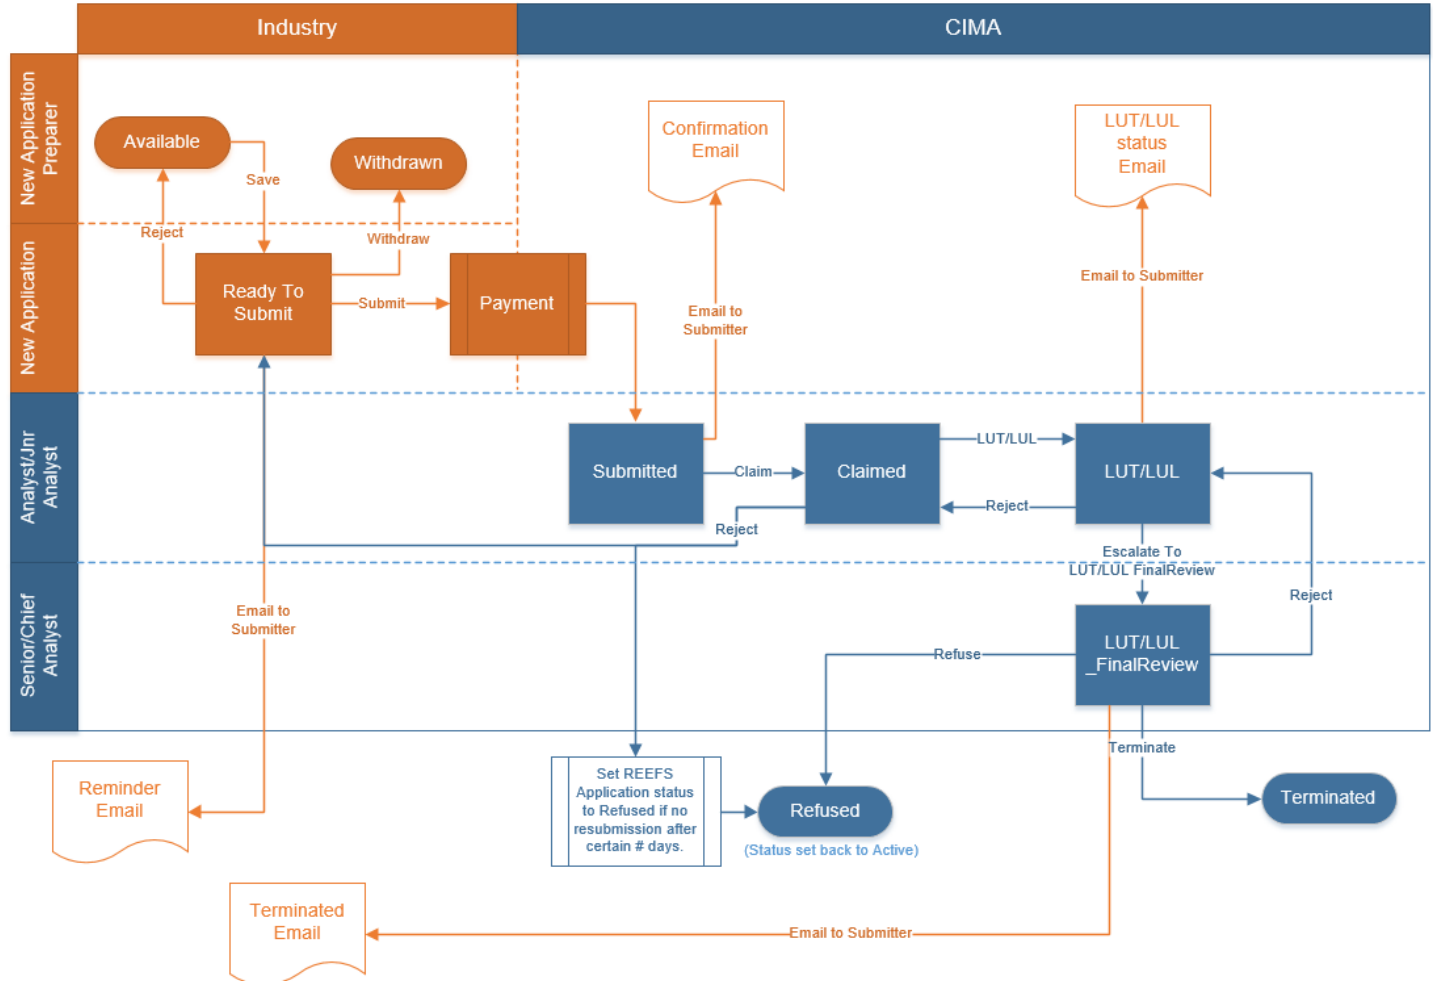 Industry
CIMA
New Application
Preparer
Available
Save
Withdrawn
Reject
Withdraw
Confirmation
Email
LUT/LUL
status
Email
New Application
Ready To
Submit
Submit
Payment
Email to
Submitter
Email to Submitter
Analyst/Jnr
Analyst
Submitted
Claim
Claimed
LUT/LUL
Reject
LUT/LUL
Reject
Escalate To
LUT/LUL FinalReview
Senior/Chief
Analyst
Email to
Submitter
Reject
Refuse
LUT/LUL
_FinalReview
Terminate
Reminder
Email
Set REEFS
Application status
to Refused if no
resubmission after
certain # days.
Refused
(Status set back to Active)
Terminated
Terminated
Email
Email to Submitter